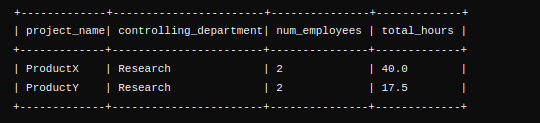 +-------------+-----------------------+---------------+-------------+
| project_name| controlling_department| num_employees | total_hours |
+-------------+-----------------------+---------------+-------------+
| ProductX    | Research              | 2             | 40.0        |
| ProductY    | Research              | 2             | 17.5        |
+-------------+-----------------------+---------------+-------------+